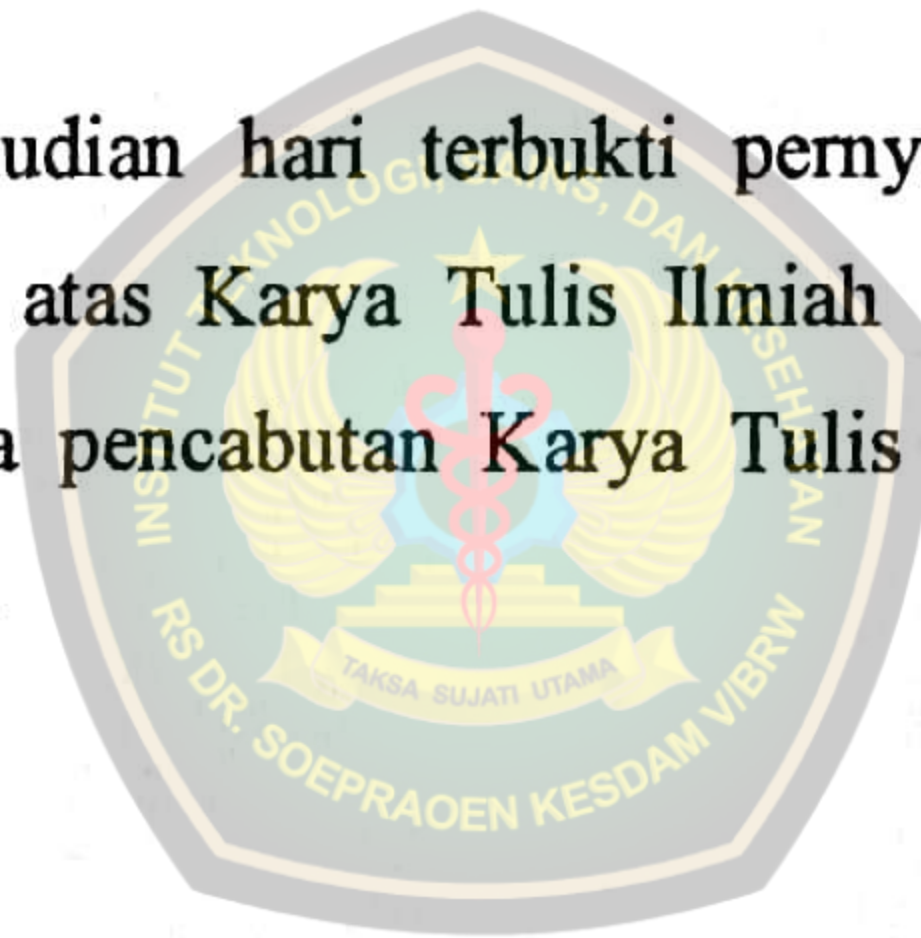 udian hari terbukti perny
atas Karya Tulis Ilmiah
a pencabutan Karya Tulis
INSTITUT TEKNOLOGI, SAINS, DAN KESEHATAN
TAKSA SUJATI UTAMA
RS DR. SOEPRAOEN KESDAM V/BRW